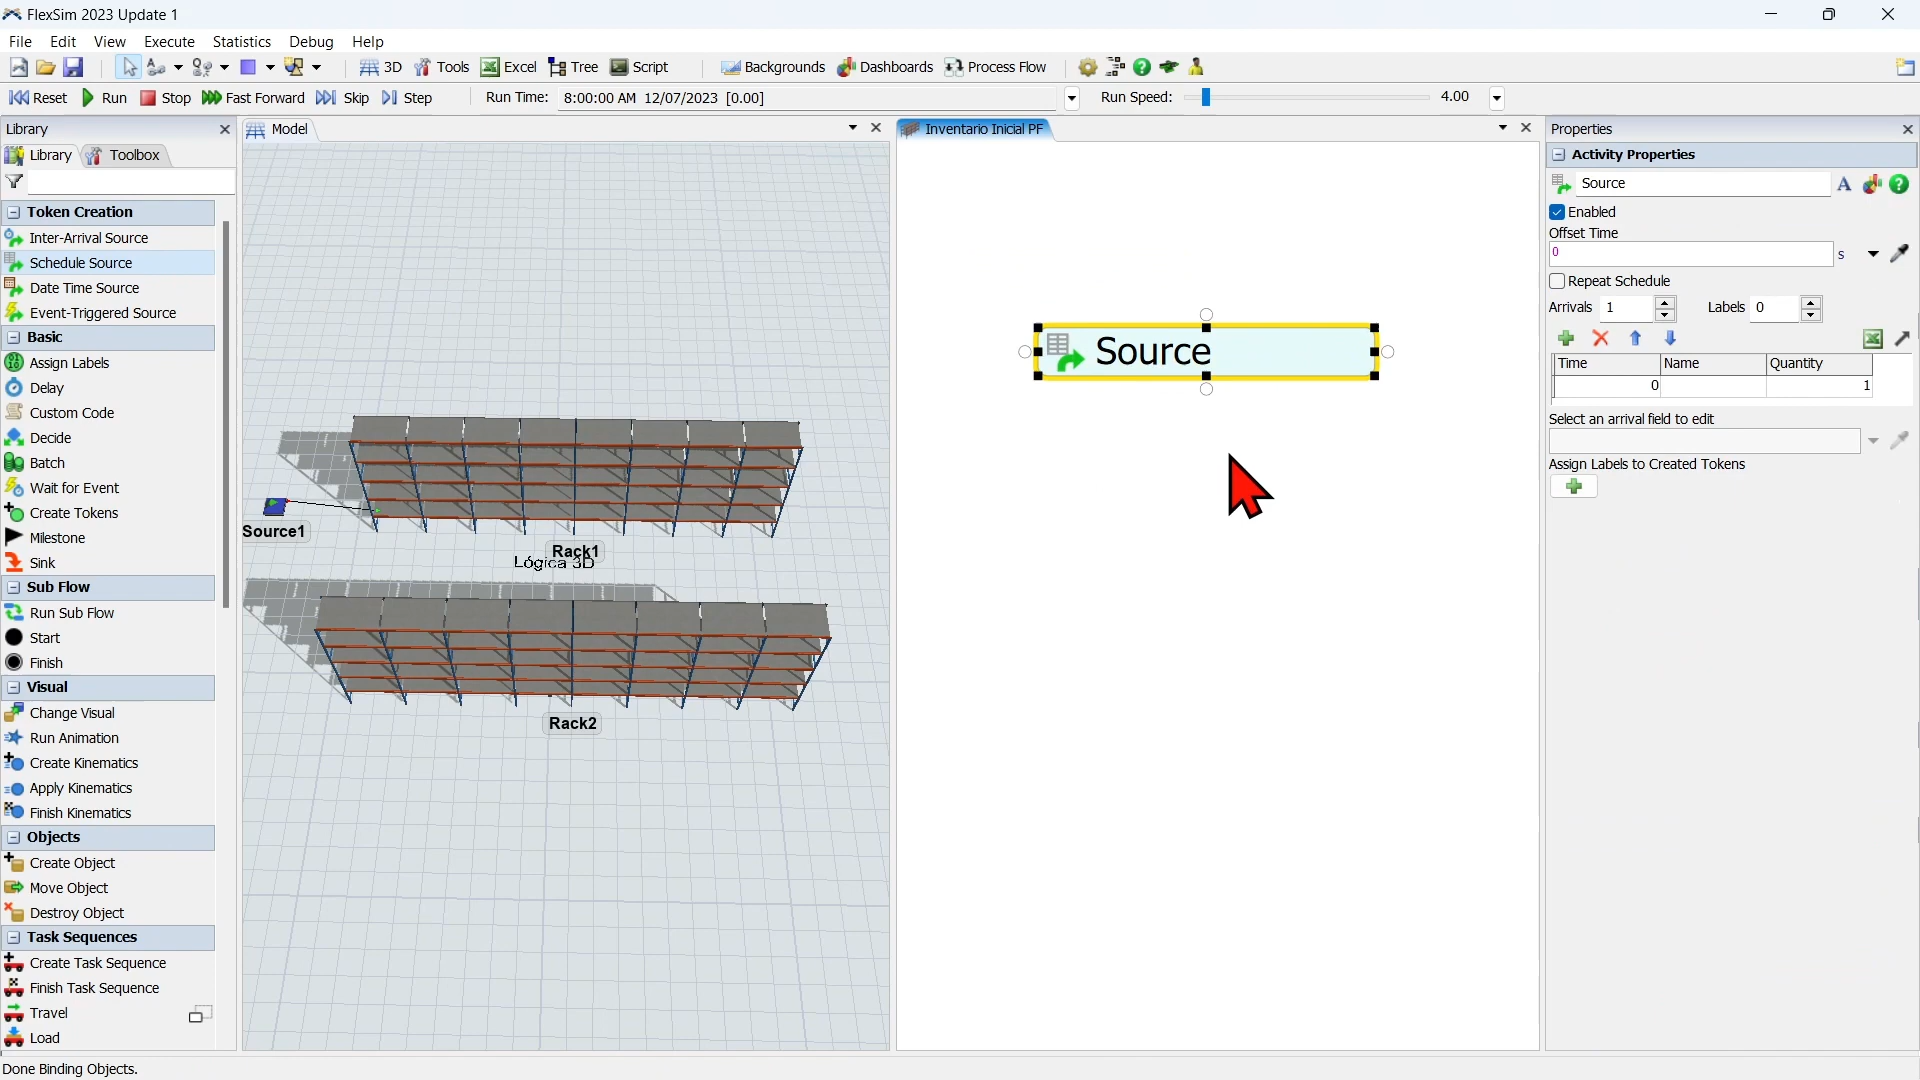 FlexSim 2023 Update 1
File Edit View Execute Statistics Debug Help
3D Tools Excel Tree Script Backgrounds Dashboards Process Flow
Reset Run Stop Fast Forward Skip Step Run Time: 8:00:00 AM 12/07/2023 [0.00] Run Speed: 4.00
Library
Library Toolbox
Token Creation
Inter-Arrival Source
Schedule Source
Date Time Source
Event-Triggered Source
Basic
Assign Labels
Delay
Custom Code
Decide
Batch
Wait for Event
Create Tokens
Milestone
Sink
Sub Flow
Run Sub Flow
Start
Finish
Visual
Change Visual
Run Animation
Create Kinematics
Apply Kinematics
Finish Kinematics
Objects
Create Object
Move Object
Destroy Object
Task Sequences
Create Task Sequence
Finish Task Sequence
Travel
Load
Model
Source1
Rack1
Lógica 3D
Rack2
Inventario Inicial PF
Source
Properties
Activity Properties
Source
Enabled
Offset Time
0 s
Repeat Schedule
Arrivals 1 Labels 0
Time Name Quantity
0 1
Select an arrival field to edit
Assign Labels to Created Tokens
Done Binding Objects.